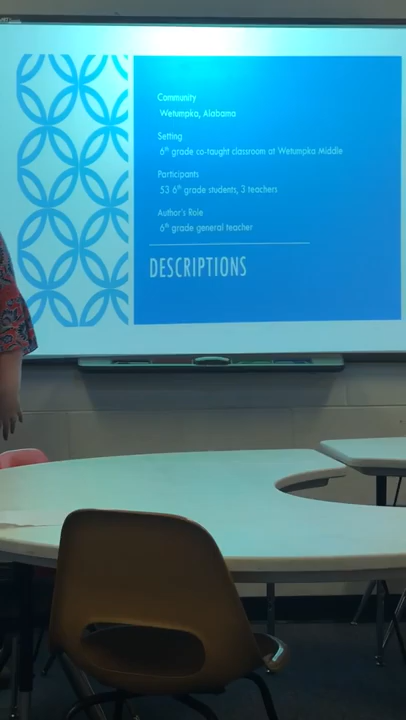 Community
Wetumpka, Alabama
Setting
6th grade co-taught classroom at Wetumpka Middle
Participants
53 6th grade students, 3 teachers
Author's Role
6th grade general teacher
DESCRIPTIONS